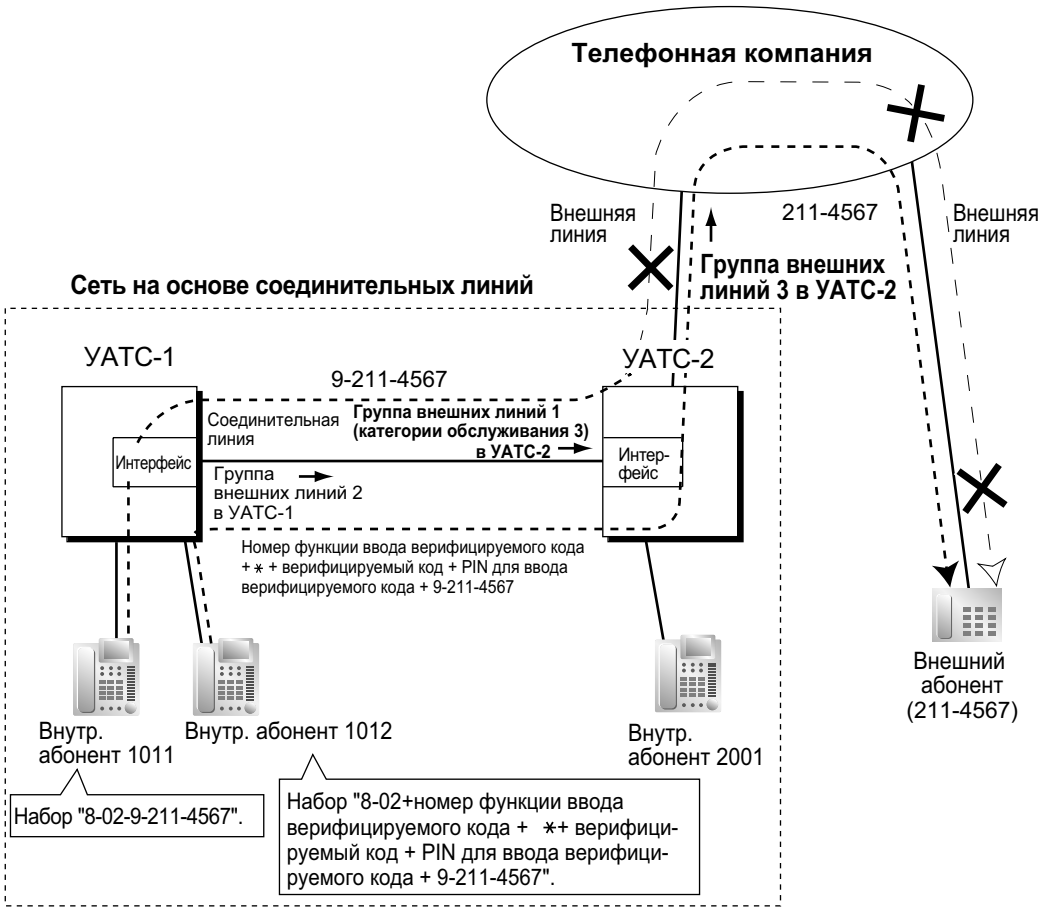 Телефонная компания
Внешняя
линия
211-4567
Внешняя
линия
Группа внешних
линий 3 в УАТС-2
Сеть на основе соединительных линий
УАТС-1
УАТС-2
9-211-4567
Соединительная
линия
Группа внешних линий 1
(категории обслуживания 3)
в УАТС-2
Интерфейс
Интер-
фейс
Группа
внешних линий 2
в УАТС-1
Номер функции ввода верифицируемого кода
+ * + верифицируемый код + PIN для ввода
верифицируемого кода + 9-211-4567
Внешний
абонент
(211-4567)
Внутр.
абонент 1011
Внутр. абонент 1012
Внутр.
абонент 2001
Набор "8-02-9-211-4567".
Набор "8-02+номер функции ввода
верифицируемого кода + *+ верифици-
руемый код + PIN для ввода верифици-
руемого кода + 9-211-4567".